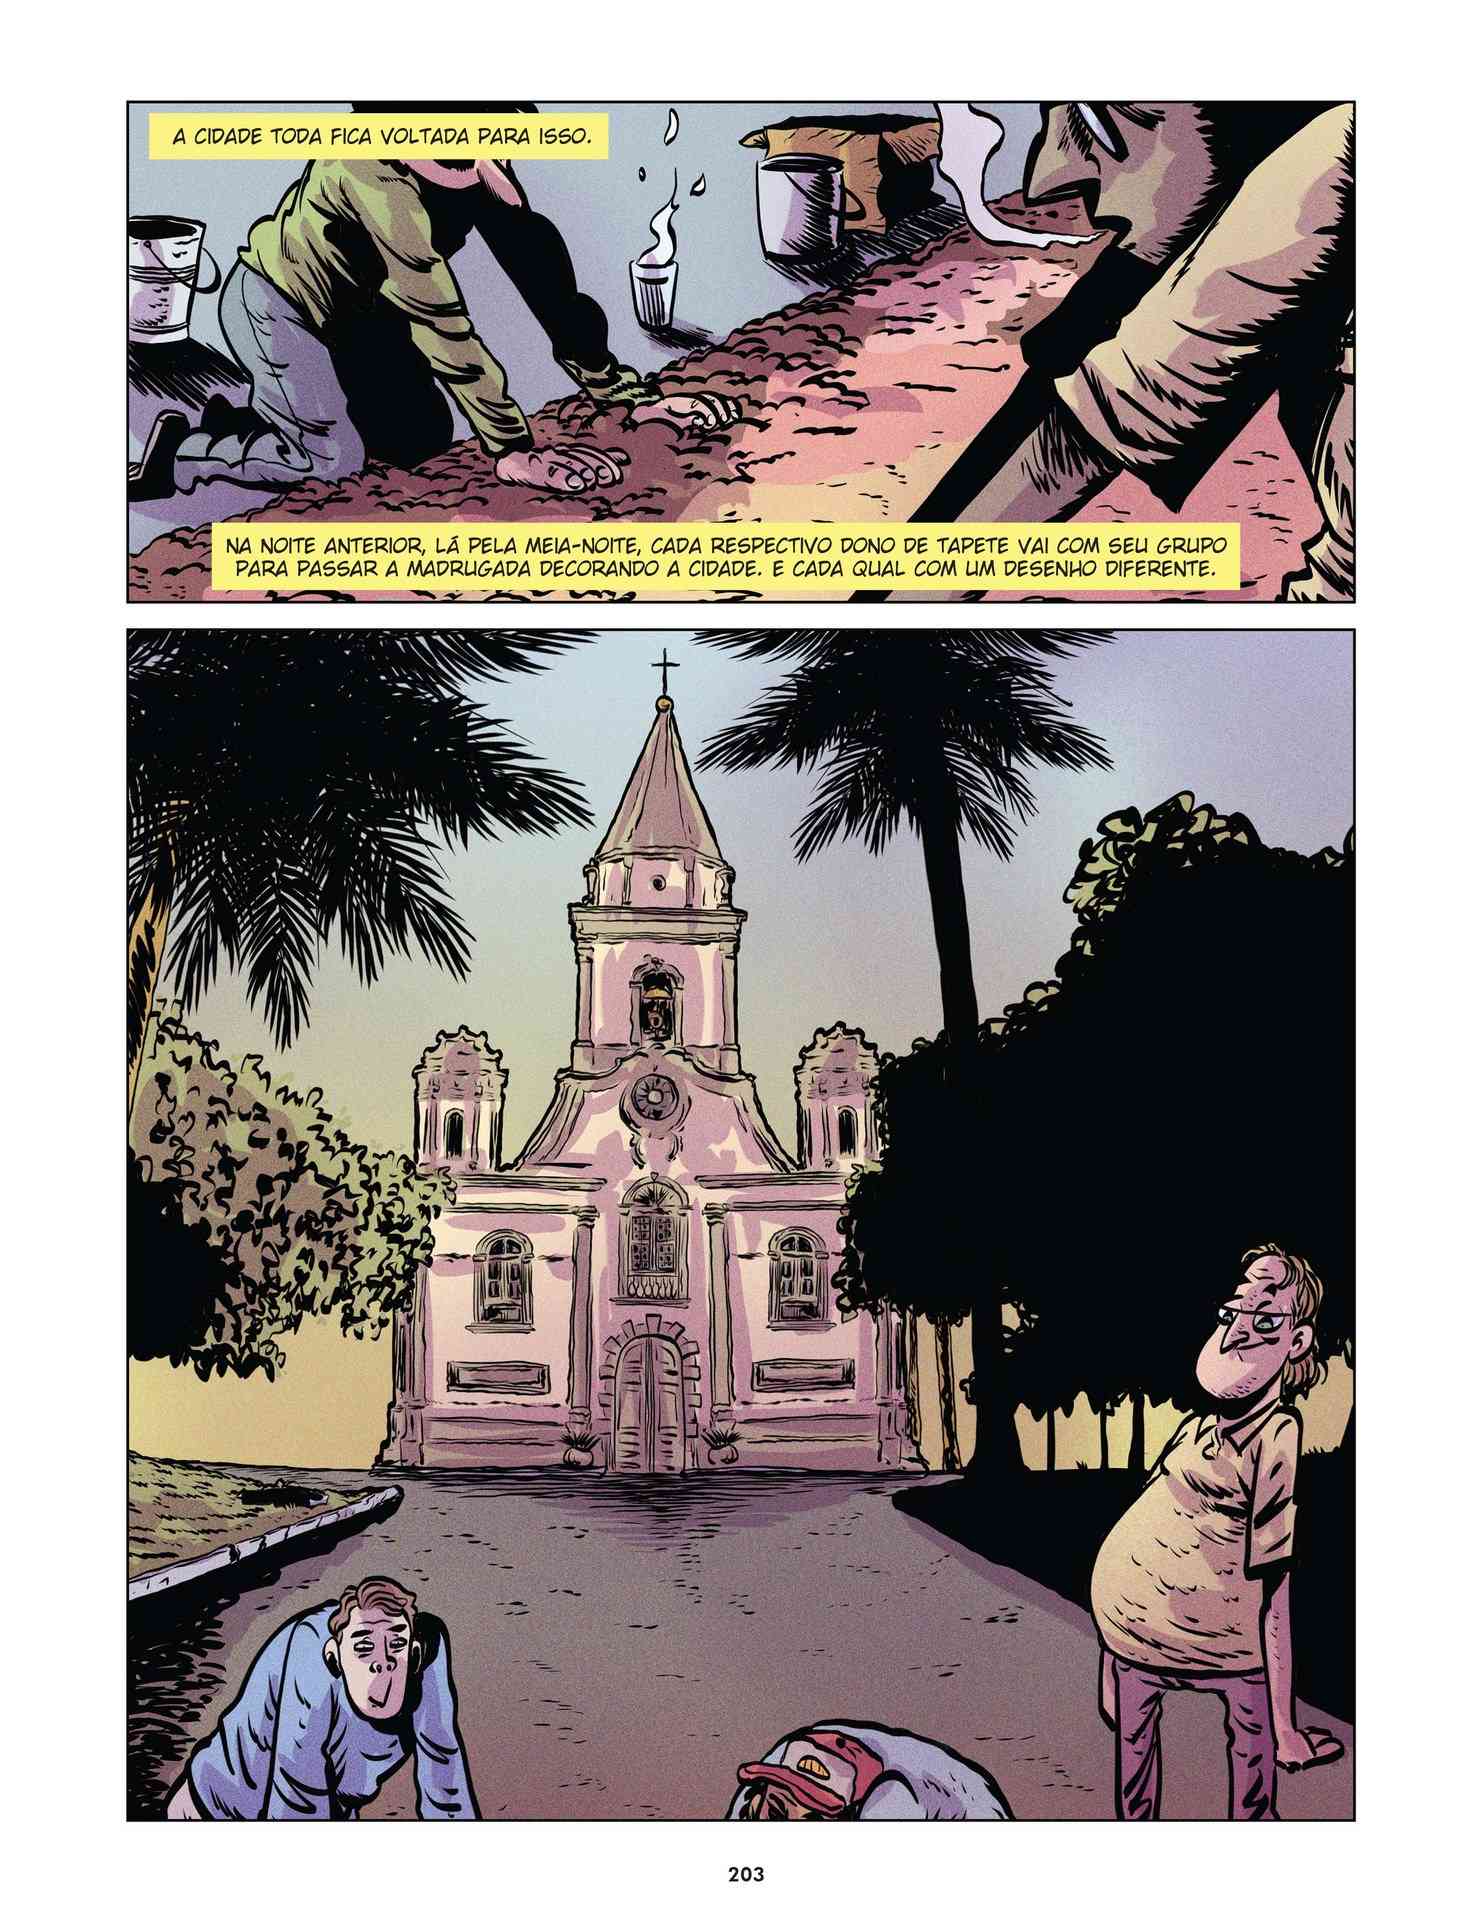 A CIDADE TODA FICA VOLTADA PARA ISSO.
NA NOITE ANTERIOR, LÁ PELA MEIA-NOITE, CADA RESPECTIVO DONO DE TAPETE VAI COM SEU GRUPO
PARA PASSAR A MADRUGADA DECORANDO A CIDADE. E CADA QUAL COM UM DESENHO DIFERENTE.
203